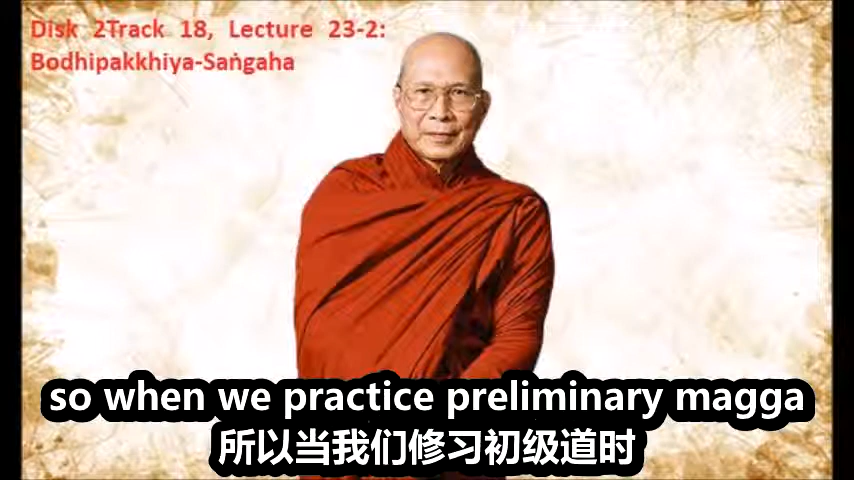 Disk 2Track 18, Lecture 23-2:
Bodhipakkhiya-Saṅgaha
so when we practice preliminary magga
所以当我们修习初级道时